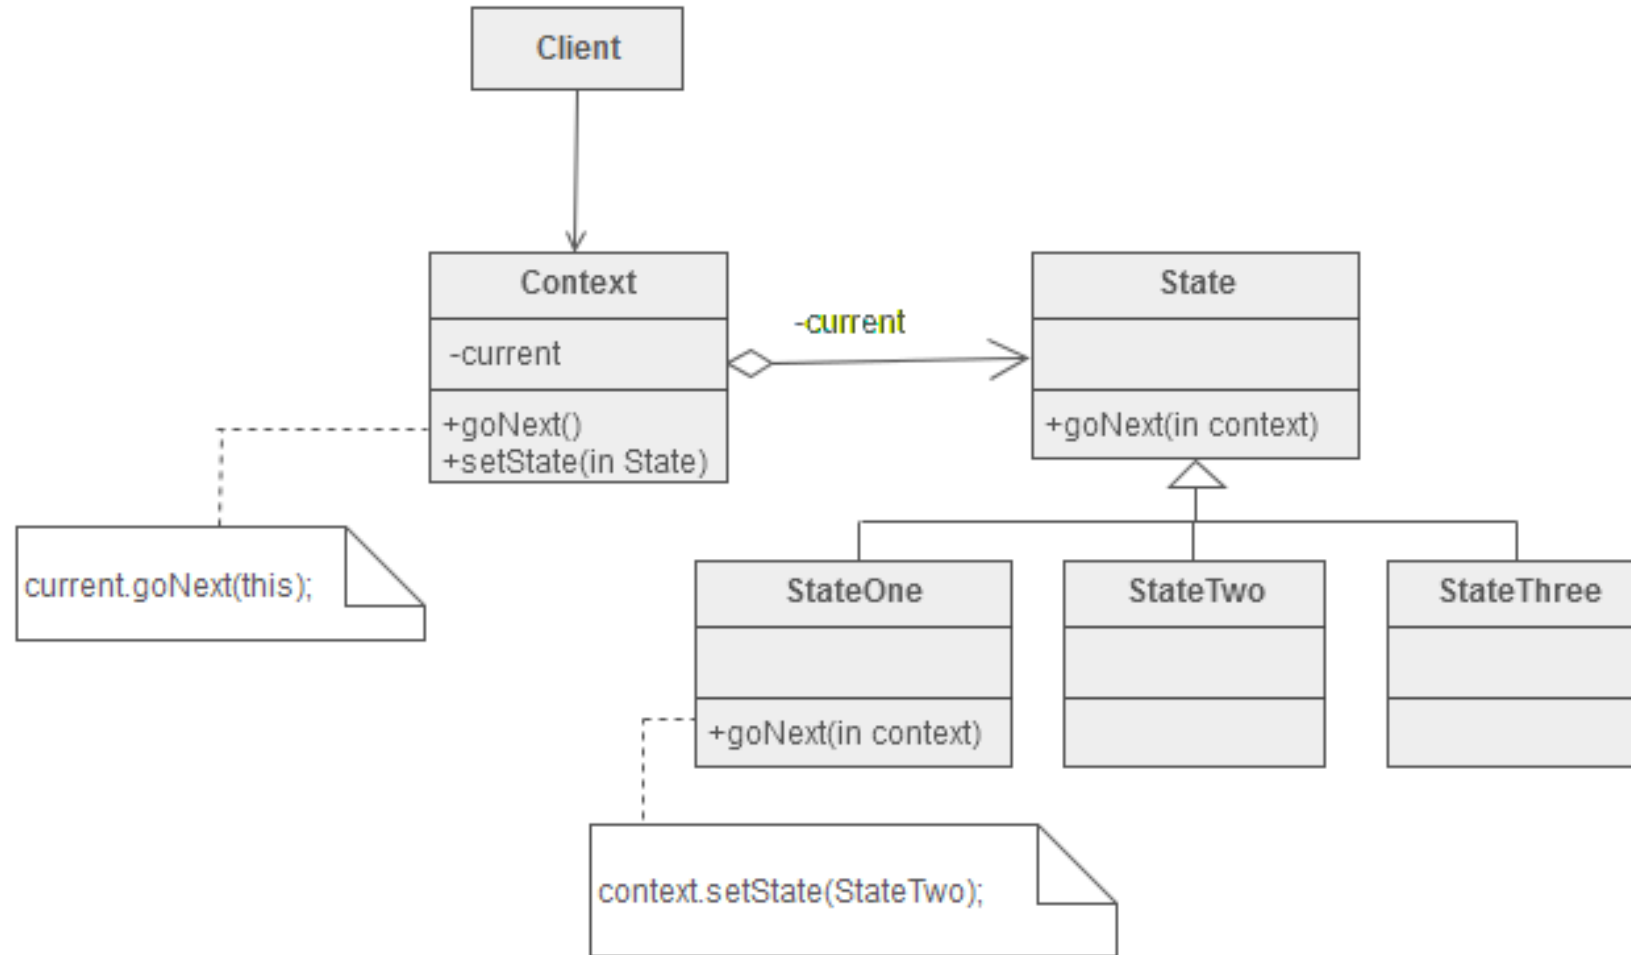 Client
Context
-current
+goNext()
+setState(in State)
-current
State
+goNext(in context)
current.goNext(this);
StateOne
+goNext(in context)
StateTwo
StateThree
context.setState(StateTwo);